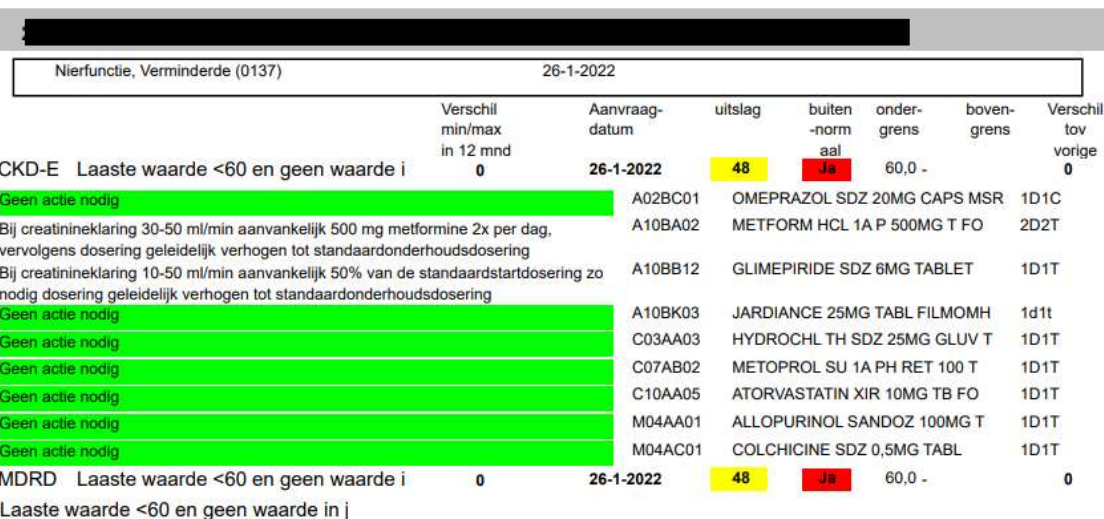 Nierfunctie, Verminderde (0137) 26-1-2022
Verschil Aanvraag- uitslag buiten onder- boven- Verschil
min/max datum -norm grens grens tov
in 12 mnd aal vorige
CKD-E Laaste waarde <60 en geen waarde i 0 26-1-2022 48 Ja 60,0 - 0
Geen actie nodig A02BC01 OMEPRAZOL SDZ 20MG CAPS MSR 1D1C
Bij creatinineklaring 30-50 ml/min aanvankelijk 500 mg metformine 2x per dag, A10BA02 METFORM HCL 1A P 500MG T FO 2D2T
vervolgens dosering geleidelijk verhogen tot standaardonderhoudsdosering
Bij creatinineklaring 10-50 ml/min aanvankelijk 50% van de standaardstartdosering zo A10BB12 GLIMEPIRIDE SDZ 6MG TABLET 1D1T
nodig dosering geleidelijk verhogen tot standaardonderhoudsdosering
Geen actie nodig A10BK03 JARDIANCE 25MG TABL FILMOMH 1d1t
Geen actie nodig C03AA03 HYDROCHL TH SDZ 25MG GLUV T 1D1T
Geen actie nodig C07AB02 METOPROL SU 1A PH RET 100 T 1D1T
Geen actie nodig C10AA05 ATORVASTATIN XIR 10MG TB FO 1D1T
Geen actie nodig M04AA01 ALLOPURINOL SANDOZ 100MG T 1D1T
Geen actie nodig M04AC01 COLCHICINE SDZ 0,5MG TABL 1D1T
MDRD Laaste waarde <60 en geen waarde i 0 26-1-2022 48 Ja 60,0 - 0
Laaste waarde <60 en geen waarde in j